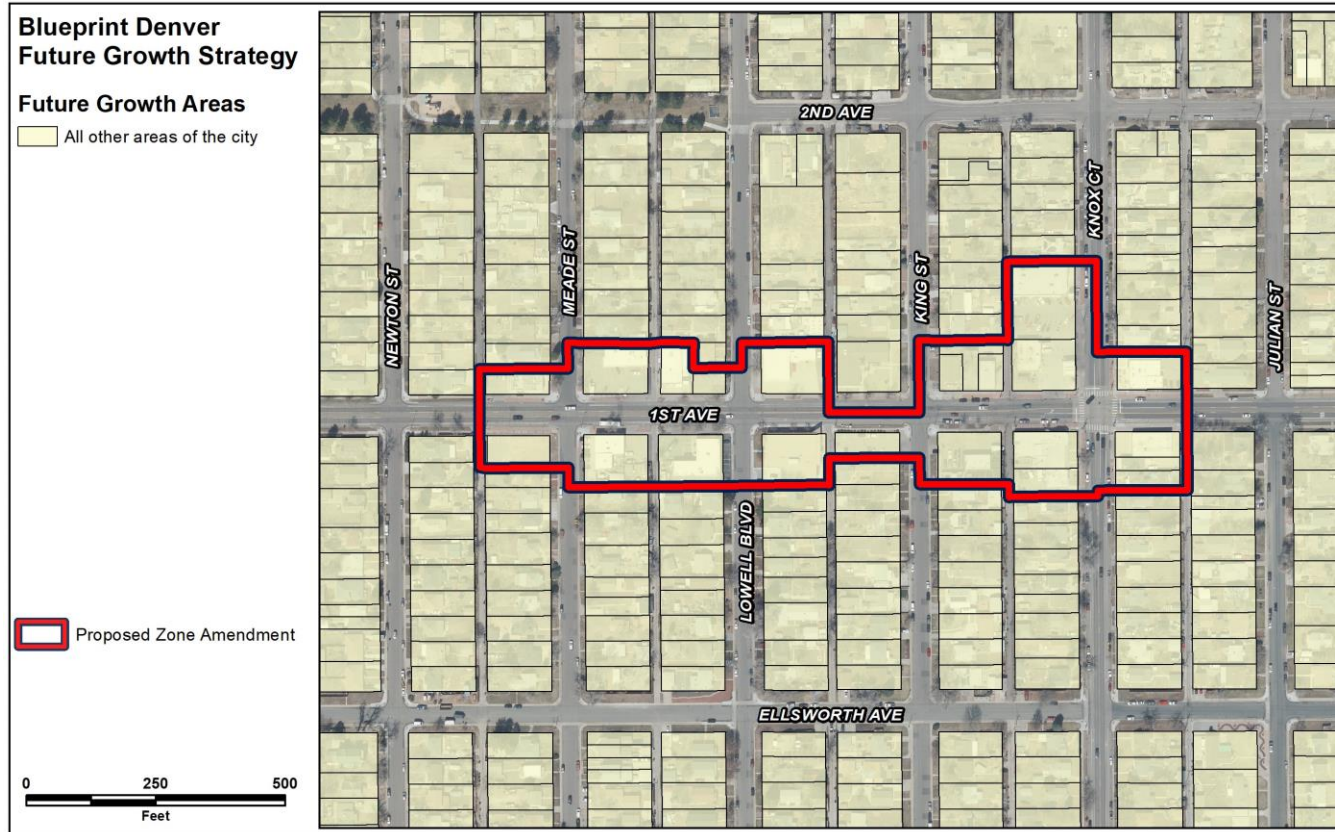 Blueprint Denver
Future Growth Strategy
Future Growth Areas
All other areas of the city
Proposed Zone Amendment
0 250 500
Feet
2ND AVE
NEWTON ST
MEADE ST
KING ST
KNOX CT
JULIAN ST
1ST AVE
LOWELL BLVD
ELLSWORTH AVE